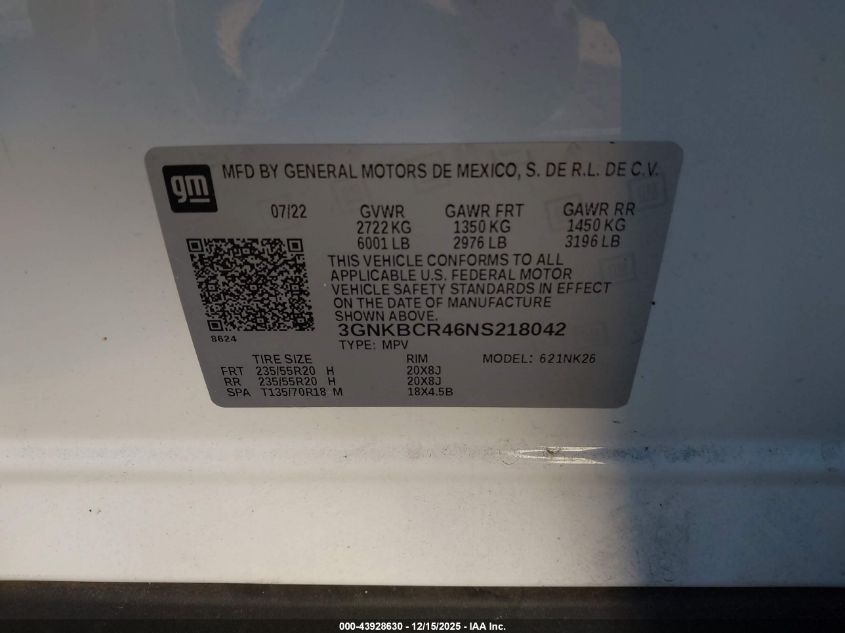 gm
MFD BY GENERAL MOTORS DE MEXICO, S. DE R.L. DE C.V.
07/22 GVWR GAWR FRT GAWR RR
2722 KG 1350 KG 1450 KG
6001 LB 2976 LB 3196 LB
THIS VEHICLE CONFORMS TO ALL
APPLICABLE U.S. FEDERAL MOTOR
VEHICLE SAFETY STANDARDS IN EFFECT
ON THE DATE OF MANUFACTURE
SHOWN ABOVE.
8624
3GNKBCR46NS218042
TYPE: MPV
TIRE SIZE RIM MODEL: 621NK26
FRT 235/55R20 H 20X8J
RR 235/55R20 H 20X8J
SPA T135/70R18 M 18X4.5B
000-43928630 - 12/15/2025 - IAA Inc.